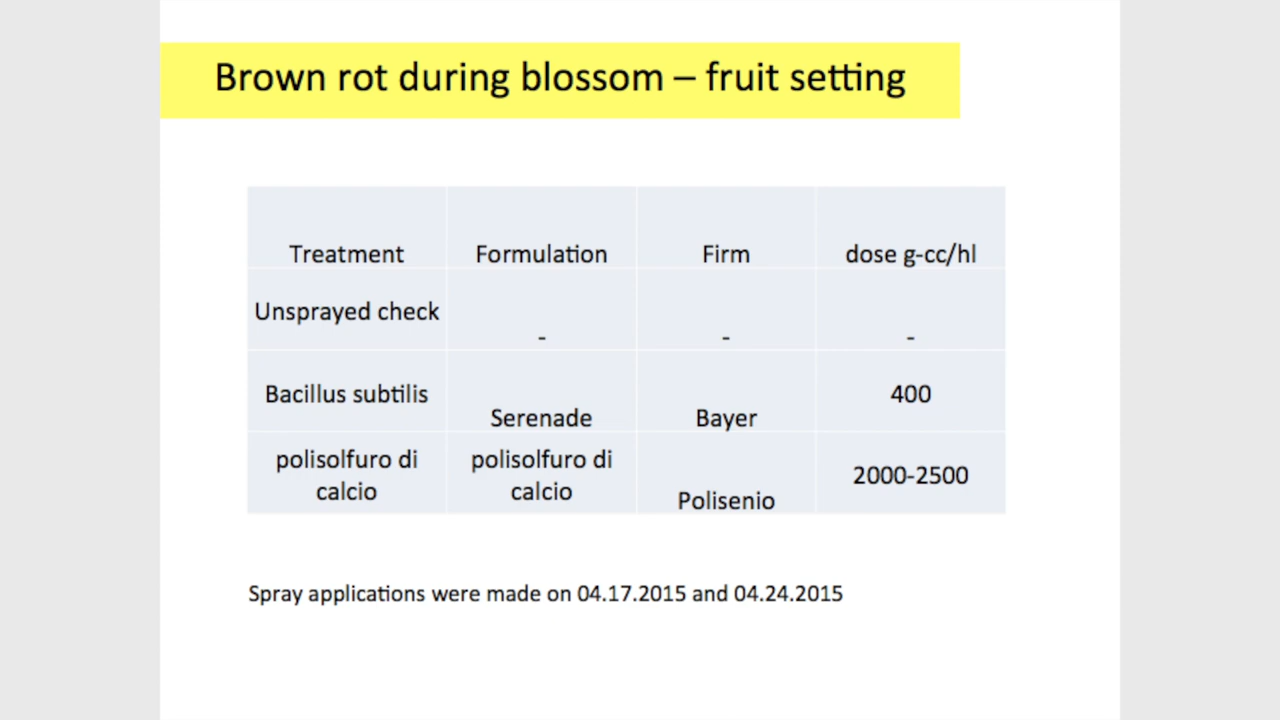 Brown rot during blossom – fruit setting
Treatment Formulation Firm dose g-cc/hl
Unsprayed check - - -
Bacillus subtilis Serenade Bayer 400
polisolfuro di calcio polisolfuro di calcio Polisenio 2000-2500
Spray applications were made on 04.17.2015 and 04.24.2015